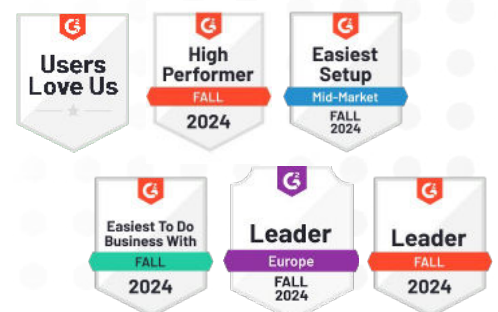 G2
Users
Love Us
G2
High
Performer
FALL
2024
G2
Easiest
Setup
Mid-Market
FALL
2024
G2
Easiest To Do
Business With
FALL
2024
G2
Leader
Europe
FALL
2024
G2
Leader
FALL
2024